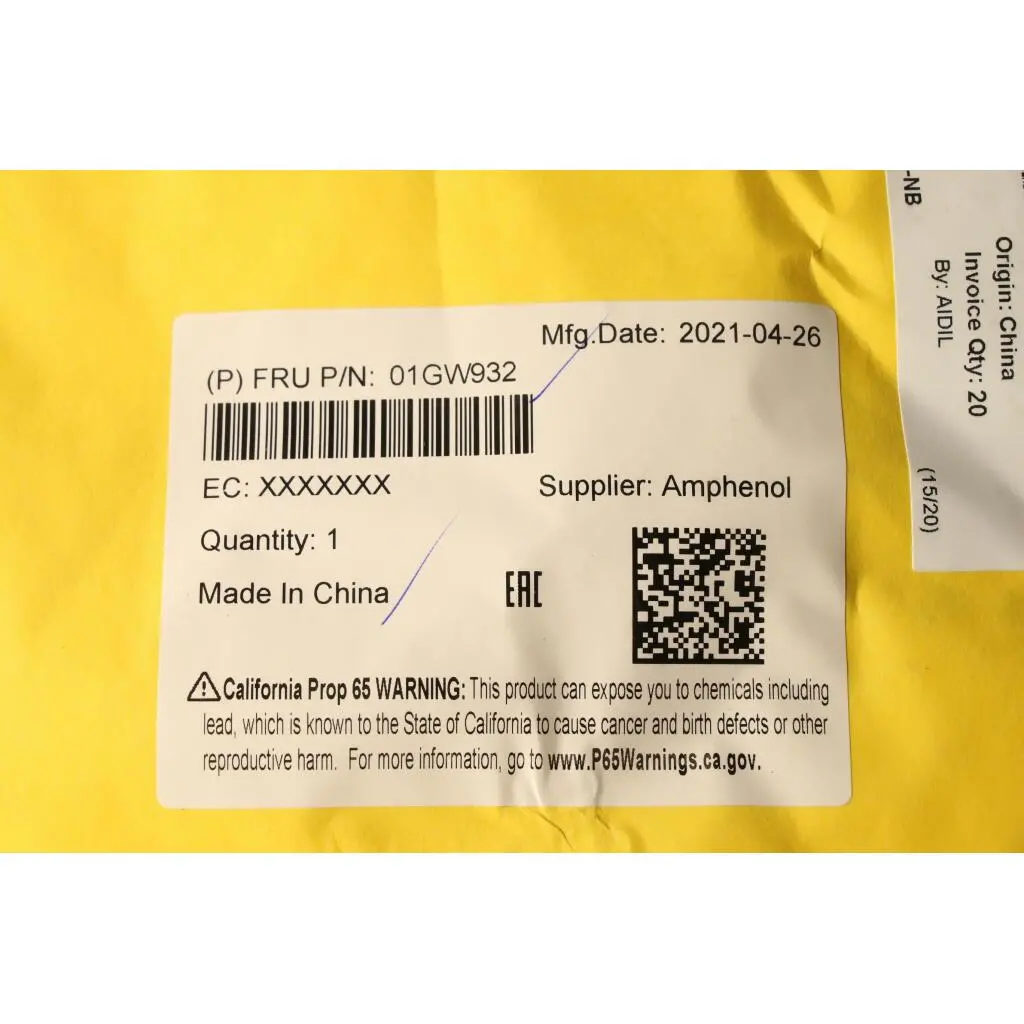 Mfg.Date: 2021-04-26
(P) FRU P/N: 01GW932
EC: XXXXXXX
Supplier: Amphenol
Quantity: 1
Made In China
EAC
California Prop 65 WARNING: This product can expose you to chemicals including
lead, which is known to the State of California to cause cancer and birth defects or other
reproductive harm. For more information, go to www.P65Warnings.ca.gov.
Origin: China
Invoice Qty: 20
By: AIDIL
-NB
(15/20)